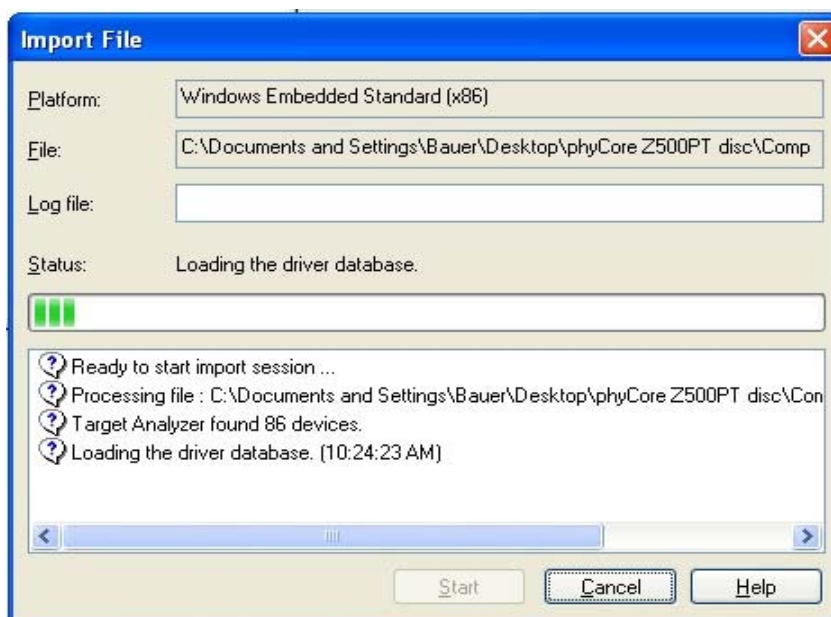 Import File
Platform: Windows Embedded Standard (x86)
File: C:\Documents and Settings\Bauer\Desktop\phyCore Z500PT disc\Comp
Log file:
Status: Loading the driver database.
Ready to start import session ...
Processing file : C:\Documents and Settings\Bauer\Desktop\phyCore Z500PT disc\Con
Target Analyzer found 86 devices.
Loading the driver database. (10:24:23 AM)
Start Cancel Help